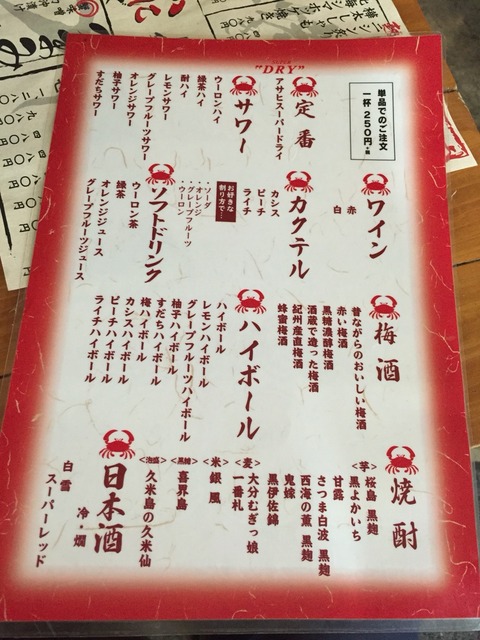 単品でのご注文
一杯 250円
"DRY"
定番
アサヒスーパードライ
サワー
ウーロンハイ
緑茶ハイ
酎ハイ
レモンサワー
グレープフルーツサワー
オレンジサワー
柚子サワー
すだちサワー
ワイン
赤
白
カクテル
カシス
ピーチ
ライチ
お好きな
割り方で…
・ソーダ
・オレンジ
・グレープフルーツ
・ウーロン
ソフトドリンク
ウーロン茶
緑茶
オレンジジュース
グレープフルーツジュース
梅酒
昔ながらのおいしい梅酒
赤い梅酒
黒糖濃醇梅酒
酒蔵で造った梅酒
紀州産直梅酒
蜂蜜梅酒
ハイボール
ハイボール
レモンハイボール
グレープフルーツハイボール
柚子ハイボール
すだちハイボール
梅ハイボール
カシスハイボール
ピーチハイボール
ライチハイボール
焼酎
<芋>桜島 黒麹
黒よかいち
甘露
さつま白波 黒麹
西海の薫 黒麹
鬼嫁
黒伊佐錦
<麦>大分むぎっ娘
一番札
<米>銀風
<黒糖>喜界島
<泡盛>久米島の久米仙
日本酒
冷・燗
白雪
スーパーレッド